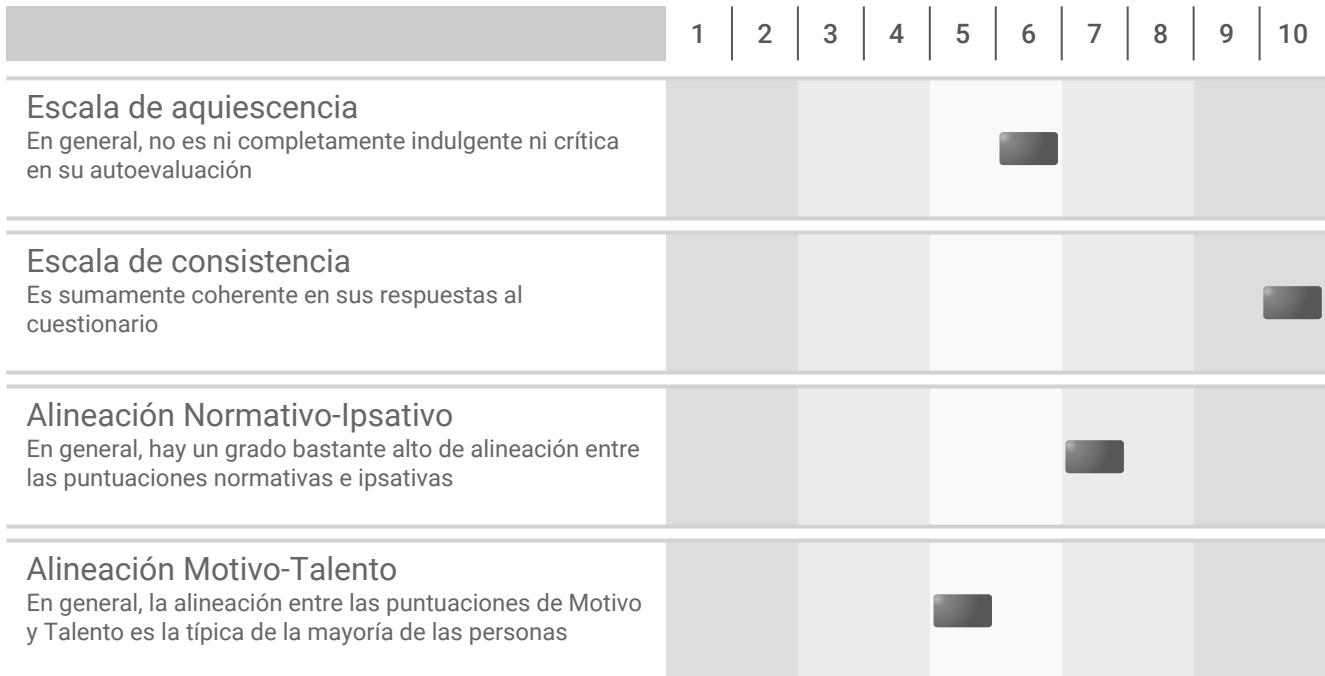 1 2 3 4 5 6 7 8 9 10
Escala de aquiescencia
En general, no es ni completamente indulgente ni crítica
en su autoevaluación
Escala de consistencia
Es sumamente coherente en sus respuestas al
cuestionario
Alineación Normativo-Ipsativo
En general, hay un grado bastante alto de alineación entre
las puntuaciones normativas e ipsativas
Alineación Motivo-Talento
En general, la alineación entre las puntuaciones de Motivo
y Talento es la típica de la mayoría de las personas